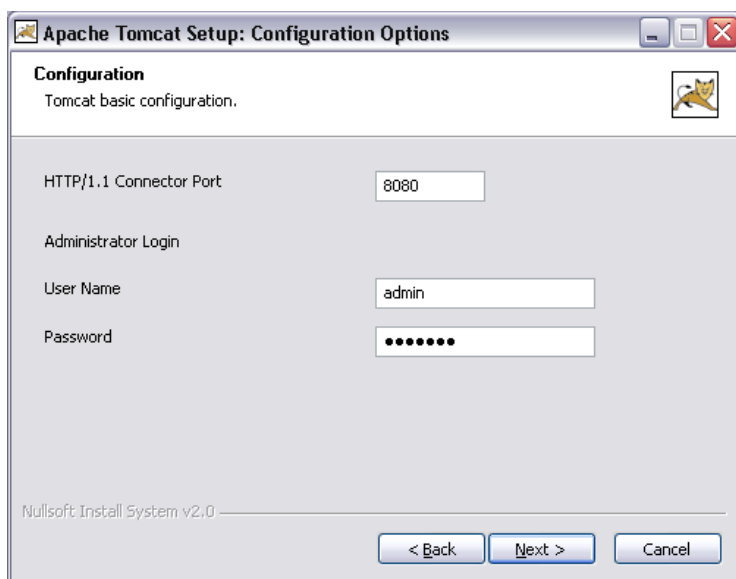 Apache Tomcat Setup: Configuration Options
Configuration
Tomcat basic configuration.
HTTP/1.1 Connector Port 8080
Administrator Login
User Name admin
Password •••••••
Nullsoft Install System v2.0
< Back Next > Cancel